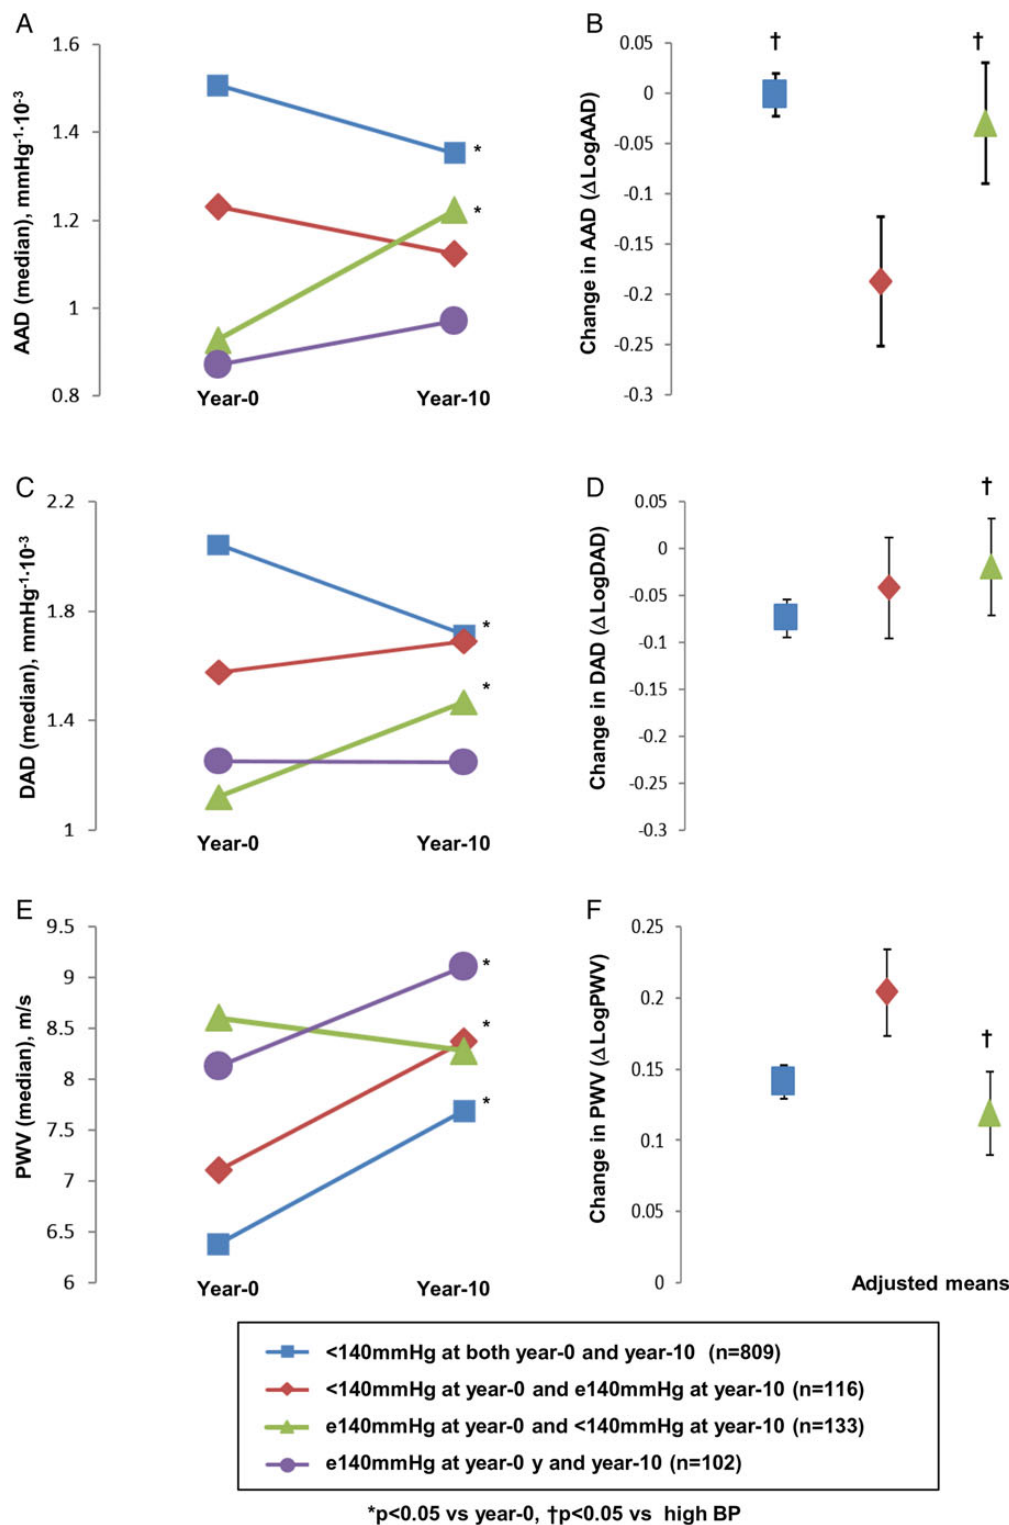 A
AAD (median), mmHg⁻¹·10⁻³
1.6
1.4
1.2
1
0.8
*
*
Year-0 Year-10
B
Change in AAD (ΔLogAAD)
0.05
0
-0.05
-0.1
-0.15
-0.2
-0.25
-0.3
† †
C
DAD (median), mmHg⁻¹·10⁻³
2.2
1.8
1.4
1
*
*
Year-0 Year-10
D
Change in DAD (ΔLogDAD)
0.05
0
-0.05
-0.1
-0.15
-0.2
-0.25
-0.3
†
E
PWV (median), m/s
9.5
9
8.5
8
7.5
7
6.5
6
*
*
*
Year-0 Year-10
F
Change in PWV (ΔLogPWV)
0.25
0.2
0.15
0.1
0.05
0
†
Adjusted means
<140mmHg at both year-0 and year-10 (n=809)
<140mmHg at year-0 and e140mmHg at year-10 (n=116)
e140mmHg at year-0 and <140mmHg at year-10 (n=133)
e140mmHg at year-0 y and year-10 (n=102)
*p<0.05 vs year-0, †p<0.05 vs high BP